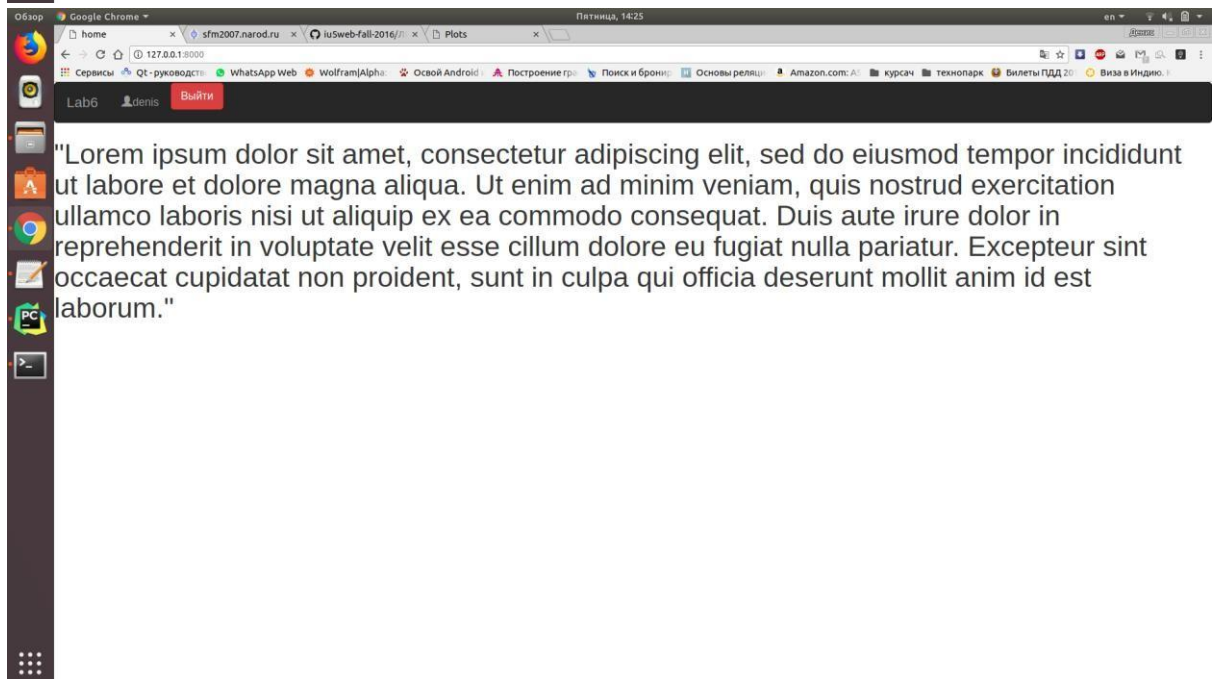 Обзор Google Chrome Пятница, 14:25 en
home sfm2007.narod.ru iu5web-fall-2016/Л Plots Денис
127.0.0.1:8000
Сервисы Qt-руководств WhatsApp Web Wolfram|Alpha: Освой Android Построение гра Поиск и брони Основы реляци Amazon.com: курсач технопарк Билеты ПДД 20 Виза в Индию.
Lab6 denis Выйти
"Lorem ipsum dolor sit amet, consectetur adipiscing elit, sed do eiusmod tempor incididunt
ut labore et dolore magna aliqua. Ut enim ad minim veniam, quis nostrud exercitation
ullamco laboris nisi ut aliquip ex ea commodo consequat. Duis aute irure dolor in
reprehenderit in voluptate velit esse cillum dolore eu fugiat nulla pariatur. Excepteur sint
occaecat cupidatat non proident, sunt in culpa qui officia deserunt mollit anim id est
laborum."
PC